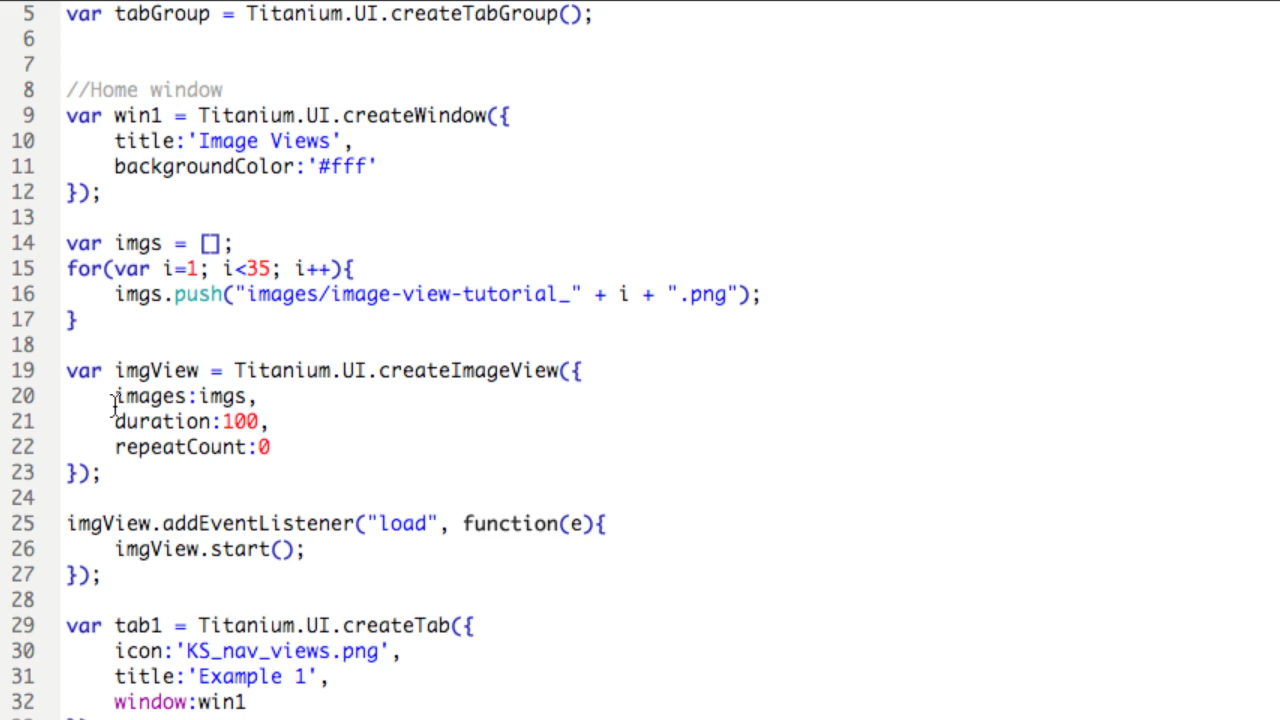 5 var tabGroup = Titanium.UI.createTabGroup();
6
7
8 //Home window
9 var win1 = Titanium.UI.createWindow({
10 title:'Image Views',
11 backgroundColor:'#fff'
12 });
13
14 var imgs = [];
15 for(var i=1; i<35; i++){
16 imgs.push("images/image-view-tutorial_" + i + ".png");
17 }
18
19 var imgView = Titanium.UI.createImageView({
20 images:imgs,
21 duration:100,
22 repeatCount:0
23 });
24
25 imgView.addEventListener("load", function(e){
26 imgView.start();
27 });
28
29 var tab1 = Titanium.UI.createTab({
30 icon:'KS_nav_views.png',
31 title:'Example 1',
32 window:win1